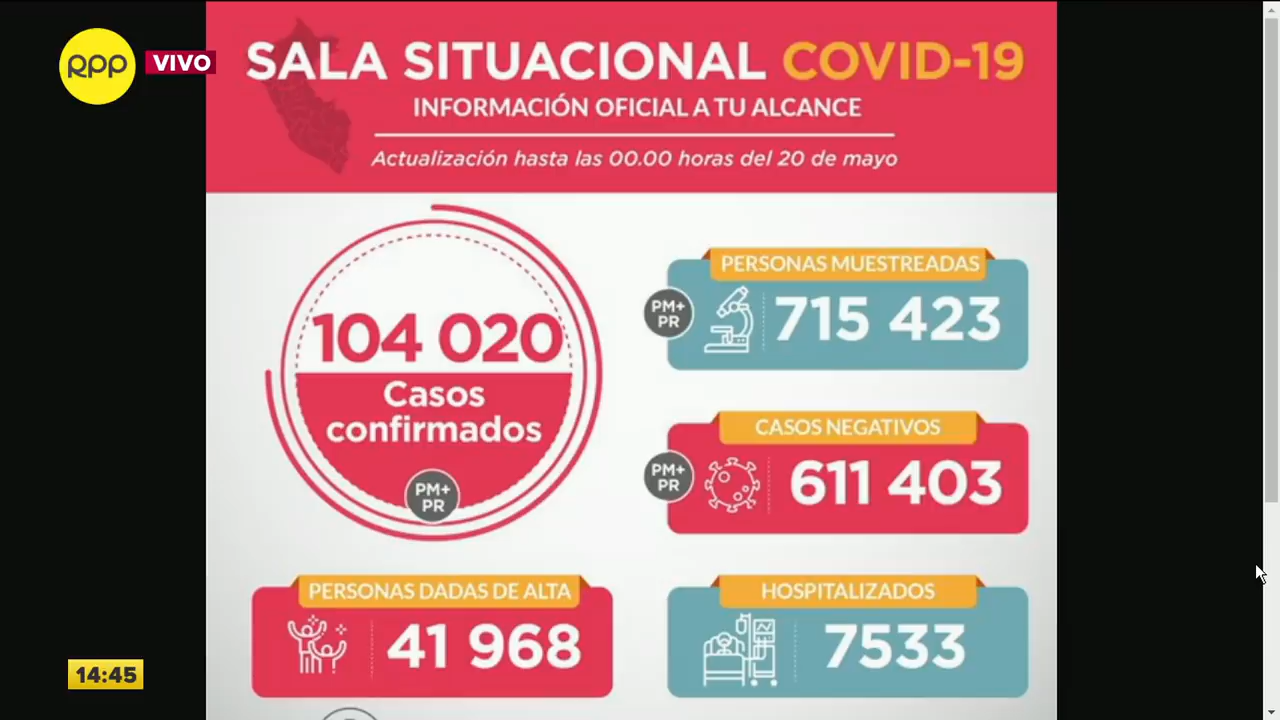 rpp
VIVO
SALA SITUACIONAL COVID-19
INFORMACIÓN OFICIAL A TU ALCANCE
Actualización hasta las 00.00 horas del 20 de mayo
104 020
Casos
confirmados
PM+
PR
PERSONAS MUESTREADAS
PM+
PR
715 423
CASOS NEGATIVOS
PM+
PR
611 403
PERSONAS DADAS DE ALTA
41 968
HOSPITALIZADOS
7533
14:45